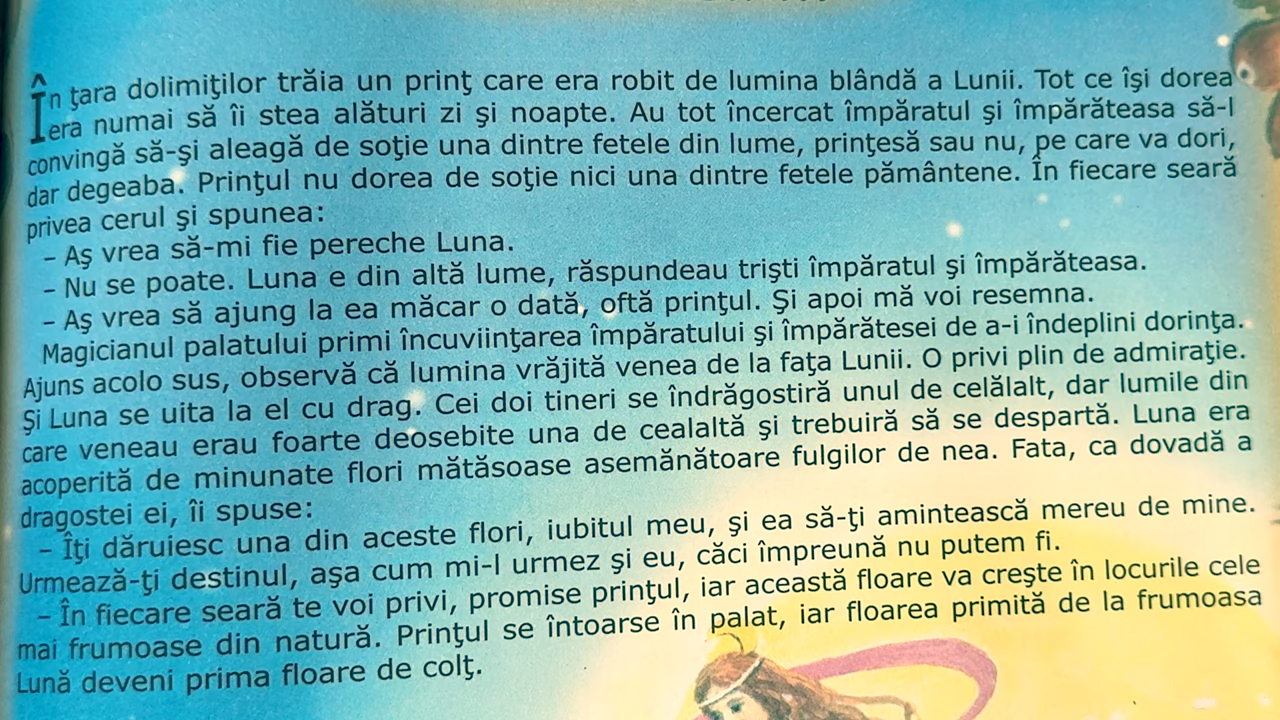 În ţara dolimiţilor trăia un prinţ care era robit de lumina blândă a Lunii. Tot ce îşi dorea
era numai să îi stea alături zi şi noapte. Au tot încercat împăratul şi împărăteasa să-l
convingă să-şi aleagă de soţie una dintre fetele din lume, prinţesă sau nu, pe care va dori,
dar degeaba. Prinţul nu dorea de soţie nici una dintre fetele pământene. În fiecare seară
privea cerul şi spunea:
– Aş vrea să-mi fie pereche Luna.
– Nu se poate. Luna e din altă lume, răspundeau trişti împăratul şi împărăteasa.
– Aş vrea să ajung la ea măcar o dată, oftă prinţul. Şi apoi mă voi resemna.
Magicianul palatului primi încuviinţarea împăratului şi împărătesei de a-i îndeplini dorinţa.
Ajuns acolo sus, observă că lumina vrăjită venea de la faţa Lunii. O privi plin de admiraţie.
Şi Luna se uita la el cu drag. Cei doi tineri se îndrăgostiră unul de celălalt, dar lumile din
care veneau erau foarte deosebite una de cealaltă şi trebuiră să se despartă. Luna era
acoperită de minunate flori mătăsoase asemănătoare fulgilor de nea. Fata, ca dovadă a
dragostei ei, îi spuse:
– Îţi dăruiesc una din aceste flori, iubitul meu, şi ea să-ţi amintească mereu de mine.
Urmează-ţi destinul, aşa cum mi-l urmez şi eu, căci împreună nu putem fi.
– În fiecare seară te voi privi, promise prinţul, iar această floare va creşte în locurile cele
mai frumoase din natură. Prinţul se întoarse în palat, iar floarea primită de la frumoasa
Lună deveni prima floare de colţ.